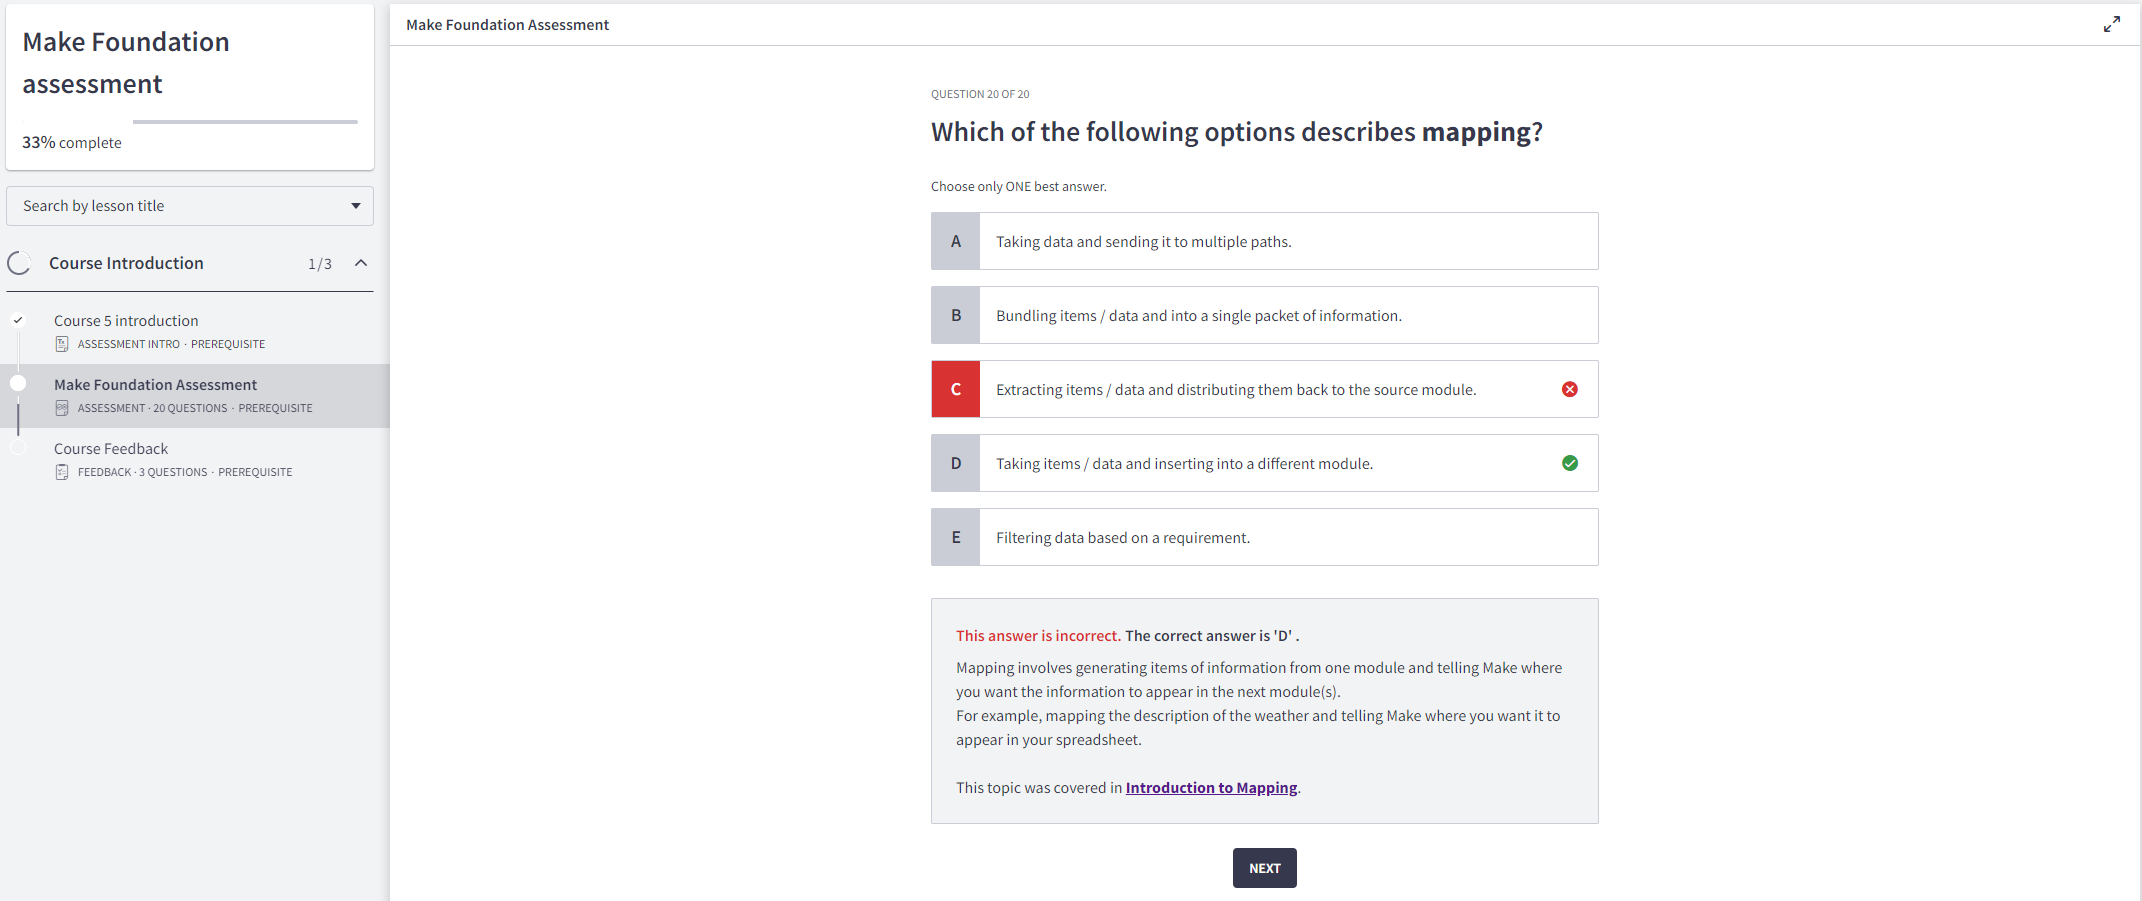 Make Foundation
assessment
33% complete
Search by lesson title
Course Introduction 1/3
Course 5 introduction
ASSESSMENT INTRO · PREREQUISITE
Make Foundation Assessment
ASSESSMENT · 20 QUESTIONS · PREREQUISITE
Course Feedback
FEEDBACK · 3 QUESTIONS · PREREQUISITE
Make Foundation Assessment
QUESTION 20 OF 20
Which of the following options describes mapping?
Choose only ONE best answer.
A Taking data and sending it to multiple paths.
B Bundling items / data and into a single packet of information.
C Extracting items / data and distributing them back to the source module.
D Taking items / data and inserting into a different module.
E Filtering data based on a requirement.
This answer is incorrect. The correct answer is 'D' .
Mapping involves generating items of information from one module and telling Make where
you want the information to appear in the next module(s).
For example, mapping the description of the weather and telling Make where you want it to
appear in your spreadsheet.
This topic was covered in Introduction to Mapping.
NEXT